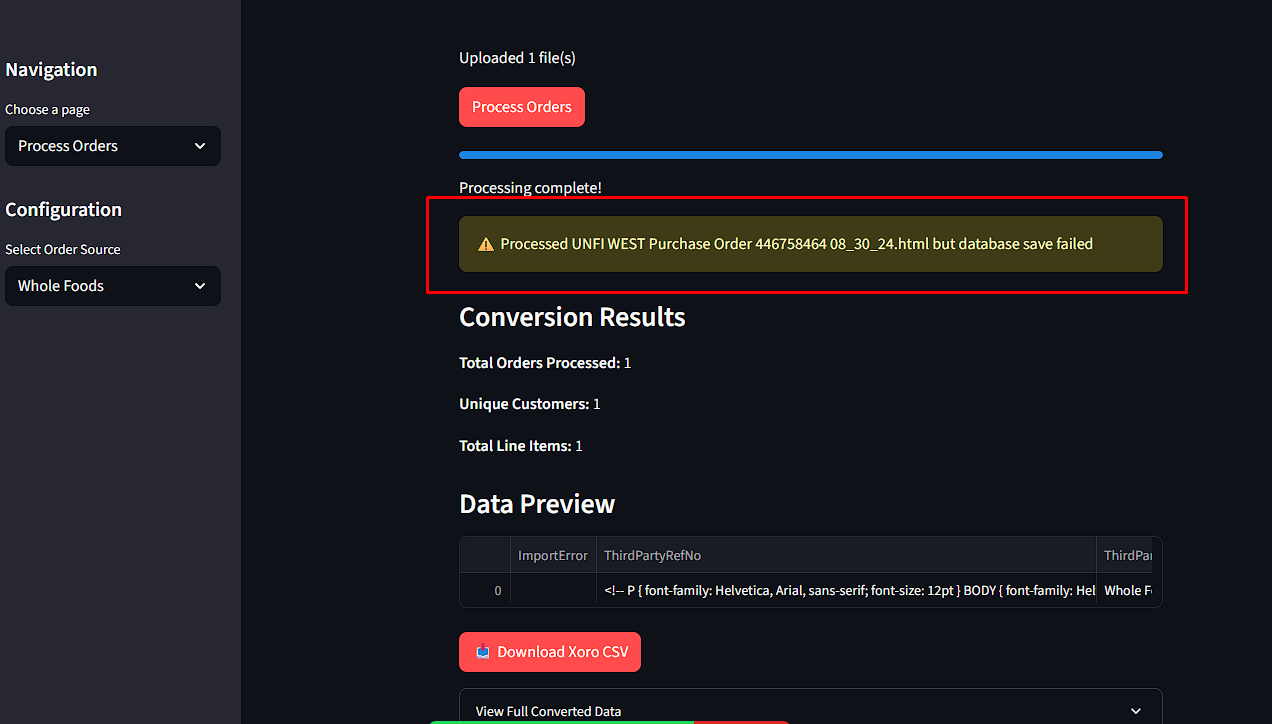 Navigation
Choose a page
Process Orders
Configuration
Select Order Source
Whole Foods
Uploaded 1 file(s)
Process Orders
Processing complete!
Processed UNFI WEST Purchase Order 446758464 08_30_24.html but database save failed
Conversion Results
Total Orders Processed: 1
Unique Customers: 1
Total Line Items: 1
Data Preview
ImportError ThirdPartyRefNo ThirdPar
0 <!-- P { font-family: Helvetica, Arial, sans-serif; font-size: 12pt } BODY { font-family: Hel Whole F
Download Xoro CSV
View Full Converted Data